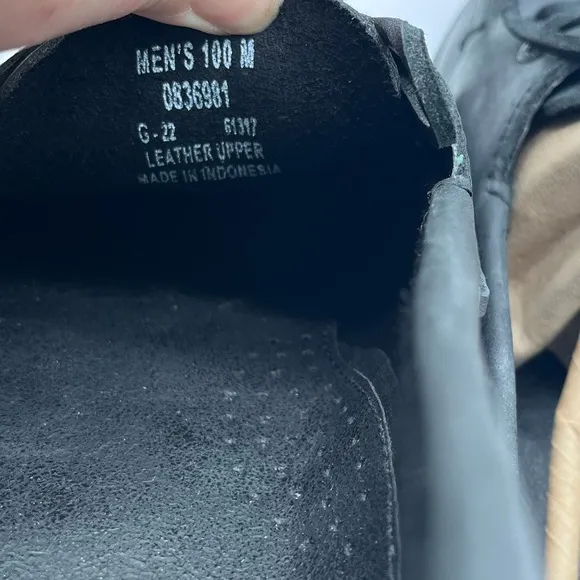 MEN'S 100 M
0836981
G-22 61317
LEATHER UPPER
MADE IN INDONESIA